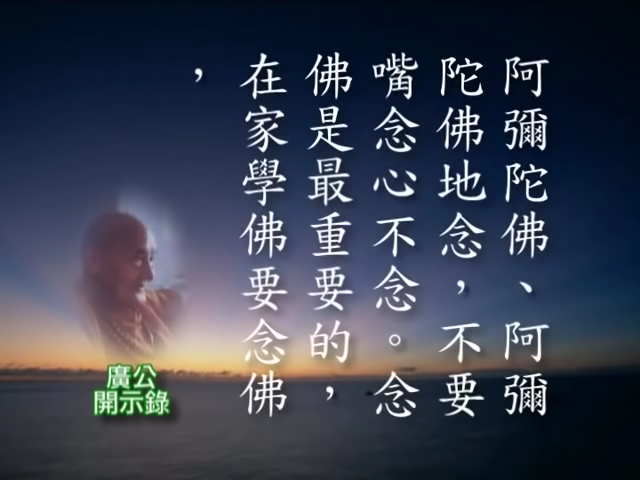 阿彌陀佛、阿彌
陀佛地念，不要
嘴念心不念。念
佛是最重要的，
在家學佛要念佛
，
廣公
開示錄